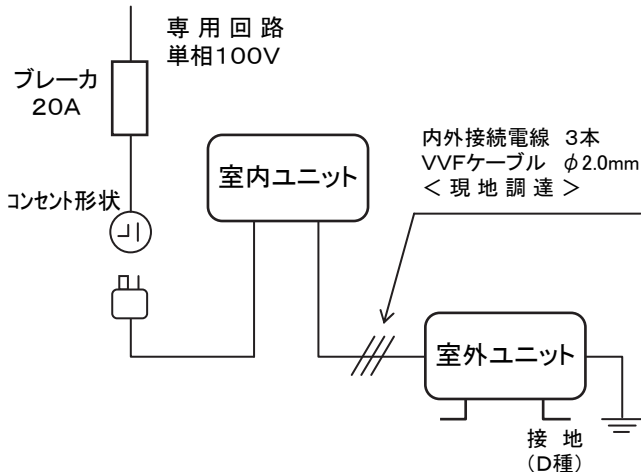 専用回路
単相100V
ブレーカ
20A
コンセント形状
室内ユニット
内外接続電線 3本
VVFケーブル φ2.0mm
＜現地調達＞
室外ユニット
接地
（D種）